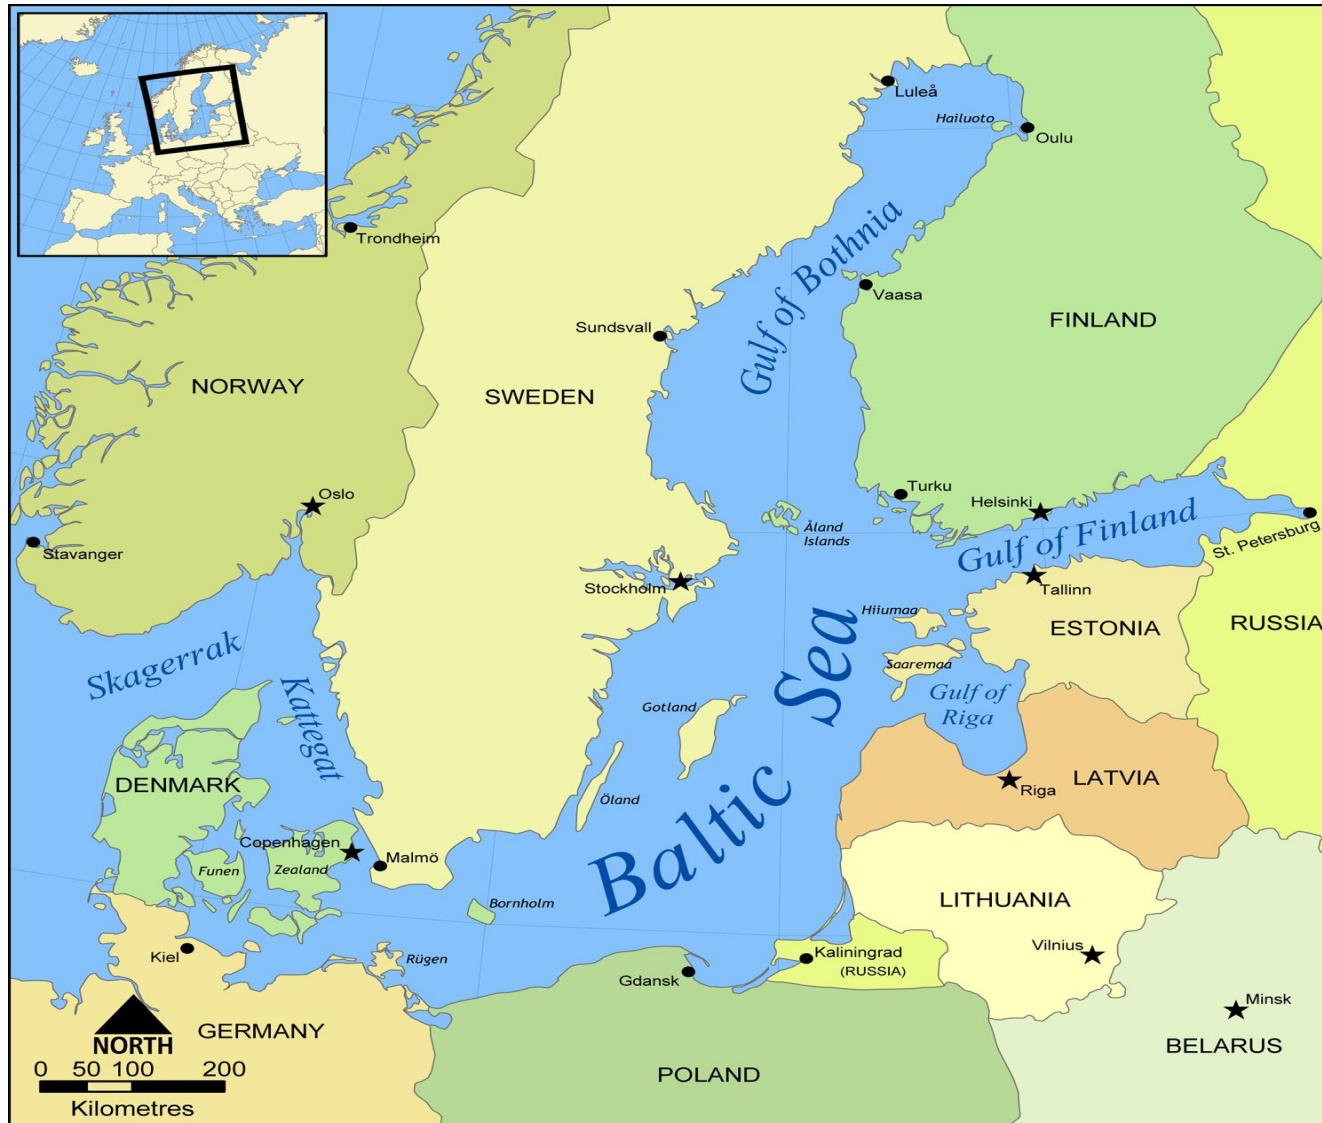 Luleå
Hailuoto
Oulu
Trondheim
Gulf of Bothnia
Vaasa
FINLAND
Sundsvall
NORWAY
SWEDEN
Oslo
Turku
Helsinki
Stavanger
Åland
Islands
Gulf of Finland
St. Petersburg
Stockholm
Tallinn
Hiiumaa
ESTONIA
RUSSIA
Skagerrak
Kattegat
Saaremaa
Gulf of
Riga
Gotland
Baltic Sea
DENMARK
Öland
Riga
LATVIA
Copenhagen
Malmö
Funen
Zealand
Bornholm
LITHUANIA
Kiel
Rügen
Gdansk
Kaliningrad
(RUSSIA)
Vilnius
Minsk
GERMANY
NORTH
POLAND
BELARUS
0 50 100 200
Kilometres